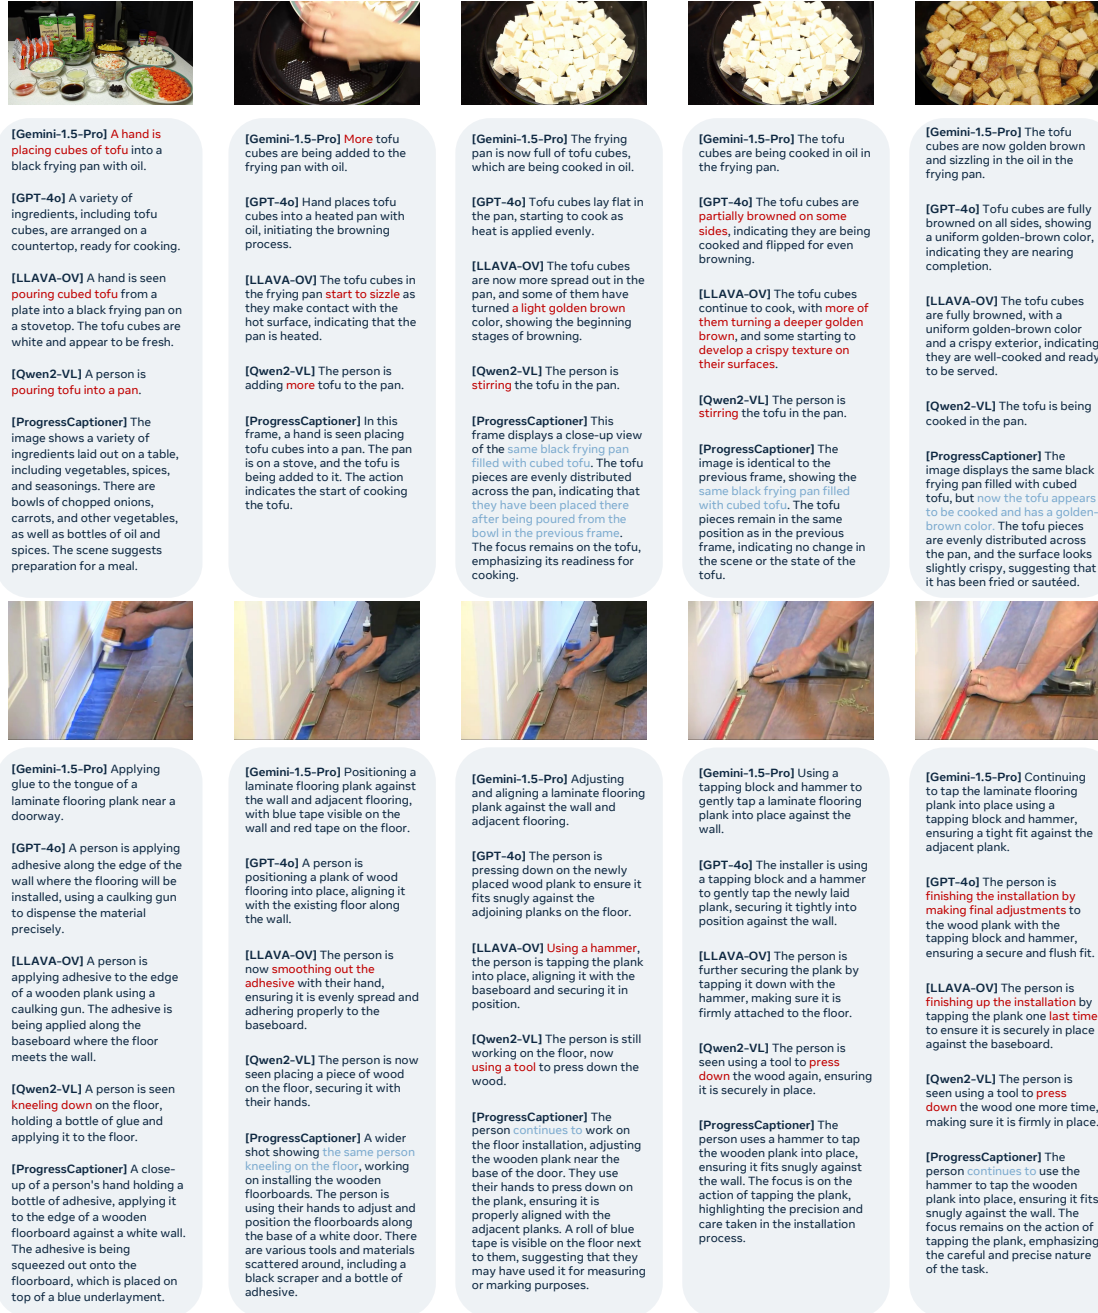 [Gemini-1.5-Pro] A hand is
placing cubes of tofu into a
black frying pan with oil.
[GPT-4o] A variety of
ingredients, including tofu
cubes, are arranged on a
countertop, ready for cooking.
[LLAVA-OV] A hand is seen
pouring cubed tofu from a
plate into a black frying pan on
a stovetop. The tofu cubes are
white and appear to be fresh.
[Qwen2-VL] A person is
pouring tofu into a pan.
[ProgressCaptioner] The
image shows a variety of
ingredients laid out on a table,
including vegetables, spices,
and seasonings. There are
bowls of chopped onions,
carrots, and other vegetables,
as well as bottles of oil and
spices. The scene suggests
preparation for a meal.
[Gemini-1.5-Pro] More tofu
cubes are being added to the
frying pan with oil.
[GPT-4o] Hand places tofu
cubes into a heated pan with
oil, initiating the browning
process.
[LLAVA-OV] The tofu cubes in
the frying pan start to sizzle as
they make contact with the
hot surface, indicating that the
pan is heated.
[Qwen2-VL] The person is
adding more tofu to the pan.
[ProgressCaptioner] In this
frame, a hand is seen placing
tofu cubes into a pan. The pan
is on a stove, and the tofu is
being added to it. The action
indicates the start of cooking
the tofu.
[Gemini-1.5-Pro] The frying
pan is now full of tofu cubes,
which are being cooked in oil.
[GPT-4o] Tofu cubes lay flat in
the pan, starting to cook as
heat is applied evenly.
[LLAVA-OV] The tofu cubes
are now more spread out in the
pan, and some of them have
turned a light golden brown
color, showing the beginning
stages of browning.
[Qwen2-VL] The person is
stirring the tofu in the pan.
[ProgressCaptioner] This
frame displays a close-up view
of the same black frying pan
filled with cubed tofu. The tofu
pieces are evenly distributed
across the pan, indicating that
they have been placed there
after being poured from the
bowl in the previous frame.
The focus remains on the tofu,
emphasizing its readiness for
cooking.
[Gemini-1.5-Pro] The tofu
cubes are being cooked in oil in
the frying pan.
[GPT-4o] The tofu cubes are
partially browned on some
sides, indicating they are being
cooked and flipped for even
browning.
[LLAVA-OV] The tofu cubes
continue to cook, with more of
them turning a deeper golden
brown, and some starting to
develop a crispy texture on
their surfaces.
[Qwen2-VL] The person is
stirring the tofu in the pan.
[ProgressCaptioner] The
image is identical to the
previous frame, showing the
same black frying pan filled
with cubed tofu. The tofu
pieces remain in the same
position as in the previous
frame, indicating no change in
the scene or the state of the
tofu.
[Gemini-1.5-Pro] The tofu
cubes are now golden brown
and sizzling in the oil in the
frying pan.
[GPT-4o] Tofu cubes are fully
browned on all sides, showing
a uniform golden-brown color,
indicating they are nearing
completion.
[LLAVA-OV] The tofu cubes
are fully browned, with a
uniform golden-brown color
and a crispy exterior, indicating
they are well-cooked and ready
to be served.
[Qwen2-VL] The tofu is being
cooked in the pan.
[ProgressCaptioner] The
image displays the same black
frying pan filled with cubed
tofu, but now the tofu appears
to be cooked and has a golden-
brown color. The tofu pieces
are evenly distributed across
the pan, and the surface looks
slightly crispy, suggesting that
it has been fried or sautéed.
[Gemini-1.5-Pro] Applying
glue to the tongue of a
laminate flooring plank near a
doorway.
[GPT-4o] A person is applying
adhesive along the edge of the
wall where the flooring will be
installed, using a caulking gun
to dispense the material
precisely.
[LLAVA-OV] A person is
applying adhesive to the edge
of a wooden plank using a
caulking gun. The adhesive is
being applied along the
baseboard where the floor
meets the wall.
[Qwen2-VL] A person is seen
kneeling down on the floor,
holding a bottle of glue and
applying it to the floor.
[ProgressCaptioner] A close-
up of a person's hand holding a
bottle of adhesive, applying it
to the edge of a wooden
floorboard against a white wall.
The adhesive is being
squeezed out onto the
floorboard, which is placed on
top of a blue underlayment.
[Gemini-1.5-Pro] Positioning a
laminate flooring plank against
the wall and adjacent flooring,
with blue tape visible on the
wall and red tape on the floor.
[GPT-4o] A person is
positioning a plank of wood
flooring into place, aligning it
with the existing floor along
the wall.
[LLAVA-OV] The person is
now smoothing out the
adhesive with their hand,
ensuring it is evenly spread and
adhering properly to the
baseboard.
[Qwen2-VL] The person is now
seen placing a piece of wood
on the floor, securing it with
their hands.
[ProgressCaptioner] A wider
shot showing the same person
kneeling on the floor, working
on installing the wooden
floorboards. The person is
using their hands to adjust and
position the floorboards along
the base of a white door. There
are various tools and materials
scattered around, including a
black scraper and a bottle of
adhesive.
[Gemini-1.5-Pro] Adjusting
and aligning a laminate flooring
plank against the wall and
adjacent flooring.
[GPT-4o] The person is
pressing down on the newly
placed wood plank to ensure it
fits snugly against the
adjoining planks on the floor.
[LLAVA-OV] Using a hammer,
the person is tapping the plank
into place, aligning it with the
baseboard and securing it in
position.
[Qwen2-VL] The person is still
working on the floor, now
using a tool to press down the
wood.
[ProgressCaptioner] The
person continues to work on
the floor installation, adjusting
the wooden plank near the
base of the door. They use
their hands to press down on
the plank, ensuring it is
properly aligned with the
adjacent planks. A roll of blue
tape is visible on the floor next
to them, suggesting that they
may have used it for measuring
or marking purposes.
[Gemini-1.5-Pro] Using a
tapping block and hammer to
gently tap a laminate flooring
plank into place against the
wall.
[GPT-4o] The installer is using
a tapping block and a hammer
to gently tap the newly laid
plank, securing it tightly into
position against the wall.
[LLAVA-OV] The person is
further securing the plank by
tapping it down with the
hammer, making sure it is
firmly attached to the floor.
[Qwen2-VL] The person is
seen using a tool to press
down the wood again, ensuring
it is securely in place.
[ProgressCaptioner] The
person uses a hammer to tap
the wooden plank into place,
ensuring it fits snugly against
the wall. The focus is on the
action of tapping the plank,
highlighting the precision and
care taken in the installation
process.
[Gemini-1.5-Pro] Continuing
to tap the laminate flooring
plank into place using a
tapping block and hammer,
ensuring a tight fit against the
adjacent plank.
[GPT-4o] The person is
finishing the installation by
making final adjustments to
the wood plank with the
tapping block and hammer,
ensuring a secure and flush fit.
[LLAVA-OV] The person is
finishing up the installation by
tapping the plank one last time
to ensure it is securely in place
against the baseboard.
[Qwen2-VL] The person is
seen using a tool to press
down the wood one more time,
making sure it is firmly in place.
[ProgressCaptioner] The
person continues to use the
hammer to tap the wooden
plank into place, ensuring it fits
snugly against the wall. The
focus remains on the action of
tapping the plank, emphasizing
the careful and precise nature
of the task.